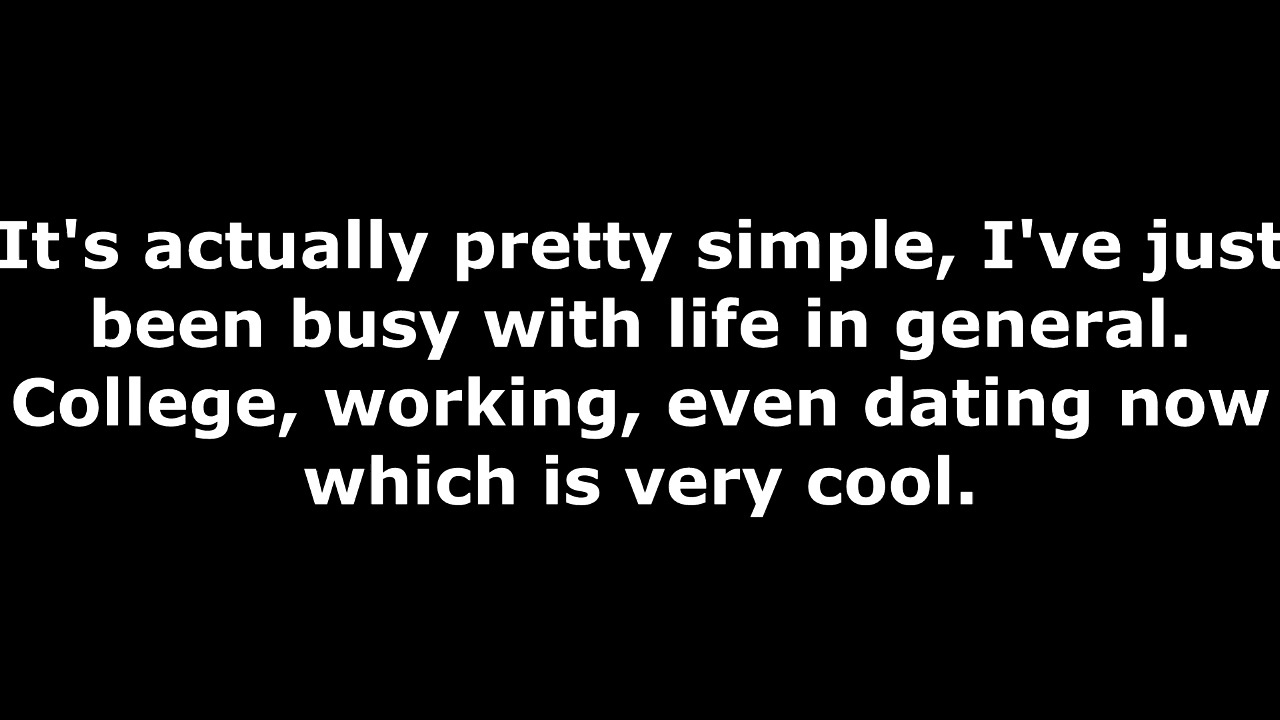 It's actually pretty simple, I've just
been busy with life in general.
College, working, even dating now
which is very cool.